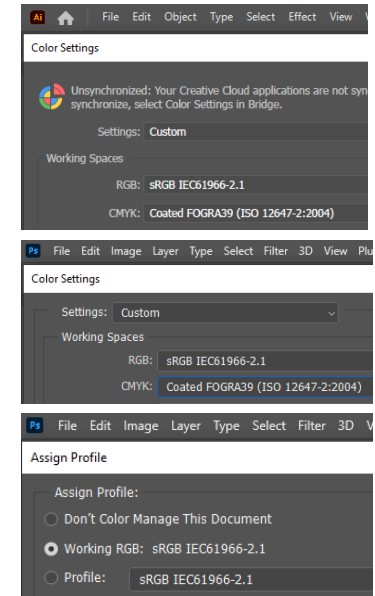 Ai File Edit Object Type Select Effect View
Color Settings
Unsynchronized: Your Creative Cloud applications are not syn
synchronize, select Color Settings in Bridge.
Settings: Custom
Working Spaces
RGB: sRGB IEC61966-2.1
CMYK: Coated FOGRA39 (ISO 12647-2:2004)
Ps File Edit Image Layer Type Select Filter 3D View Plu
Color Settings
Settings: Custom
Working Spaces
RGB: sRGB IEC61966-2.1
CMYK: Coated FOGRA39 (ISO 12647-2:2004)
Ps File Edit Image Layer Type Select Filter 3D V
Assign Profile
Assign Profile:
Don't Color Manage This Document
Working RGB: sRGB IEC61966-2.1
Profile: sRGB IEC61966-2.1